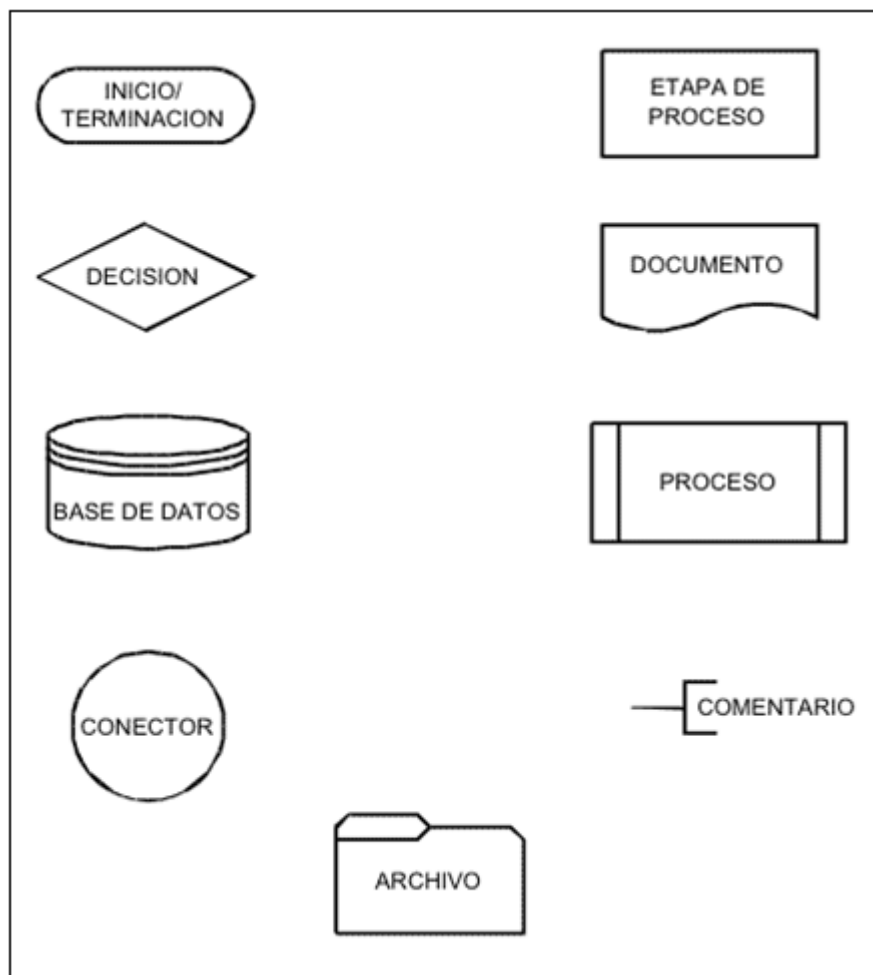 INICIO/
TERMINACION
ETAPA DE
PROCESO
DECISION
DOCUMENTO
BASE DE DATOS
PROCESO
CONECTOR
COMENTARIO
ARCHIVO